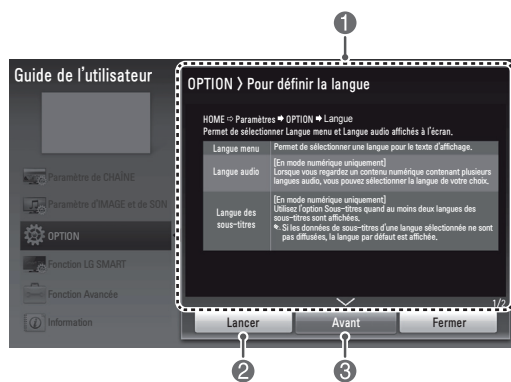 1
Guide de l'utilisateur
Paramètre de CHAÎNE
Paramètre d'IMAGE et de SON
OPTION
Fonction LG SMART
Fonction Avancée
Information
OPTION > Pour définir la langue
HOME ⇨ Paramètres ➡ OPTION ➡ Langue
Permet de sélectionner Langue menu et Langue audio affichés à l'écran.
Langue menu
Permet de sélectionner une langue pour le texte d'affichage.
Langue audio
[En mode numérique uniquement]
Lorsque vous regardez un contenu numérique contenant plusieurs
langues audio, vous pouvez sélectionner la langue de votre choix.
Langue des
sous-titres
[En mode numérique uniquement]
Utilisez l'option Sous-titres quand au moins deux langues des
sous-titres sont affichées.
Si les données de sous-titres d'une langue sélectionnée ne sont
pas diffusées, la langue par défaut est affichée.
1/2
Lancer
Avant
Fermer
2
3